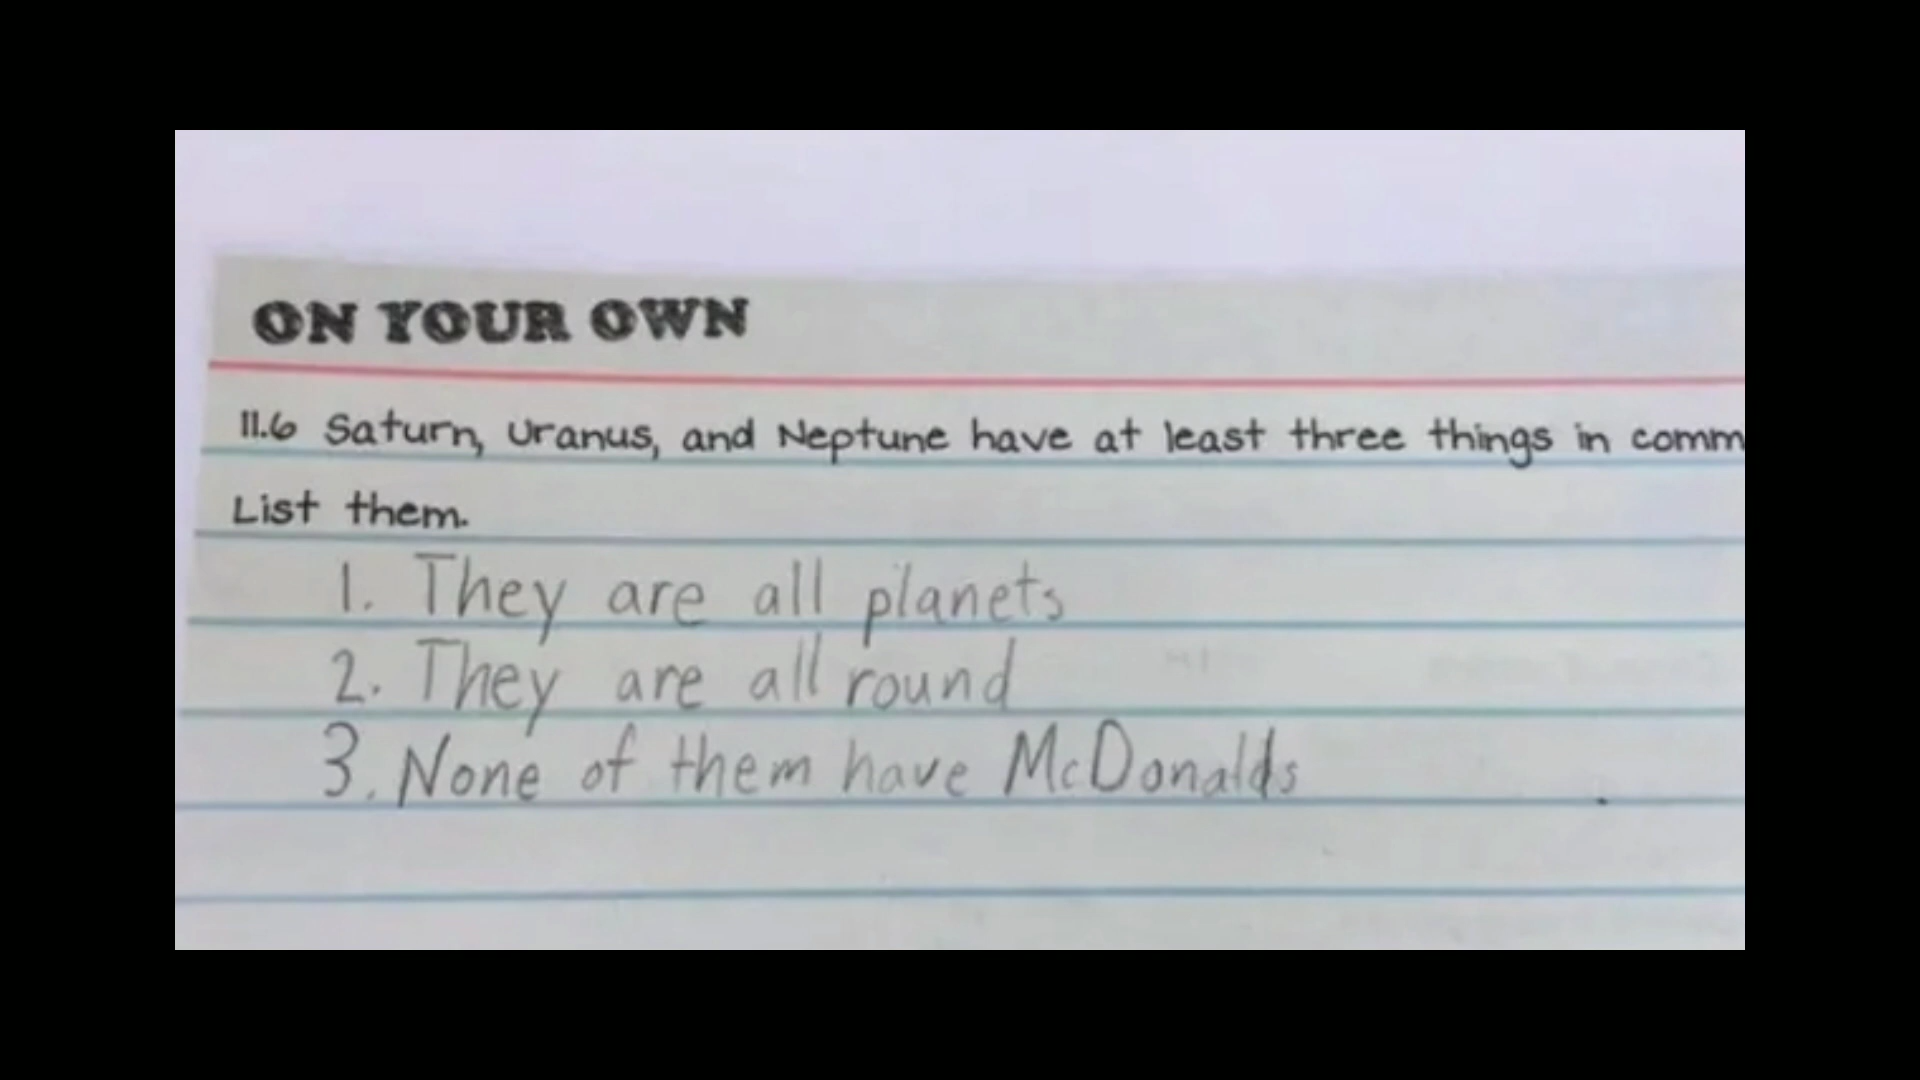 ON YOUR OWN
11.6 Saturn, Uranus, and Neptune have at least three things in comm
List them.
1. They are all planets
2. They are all round
3. None of them have McDonalds